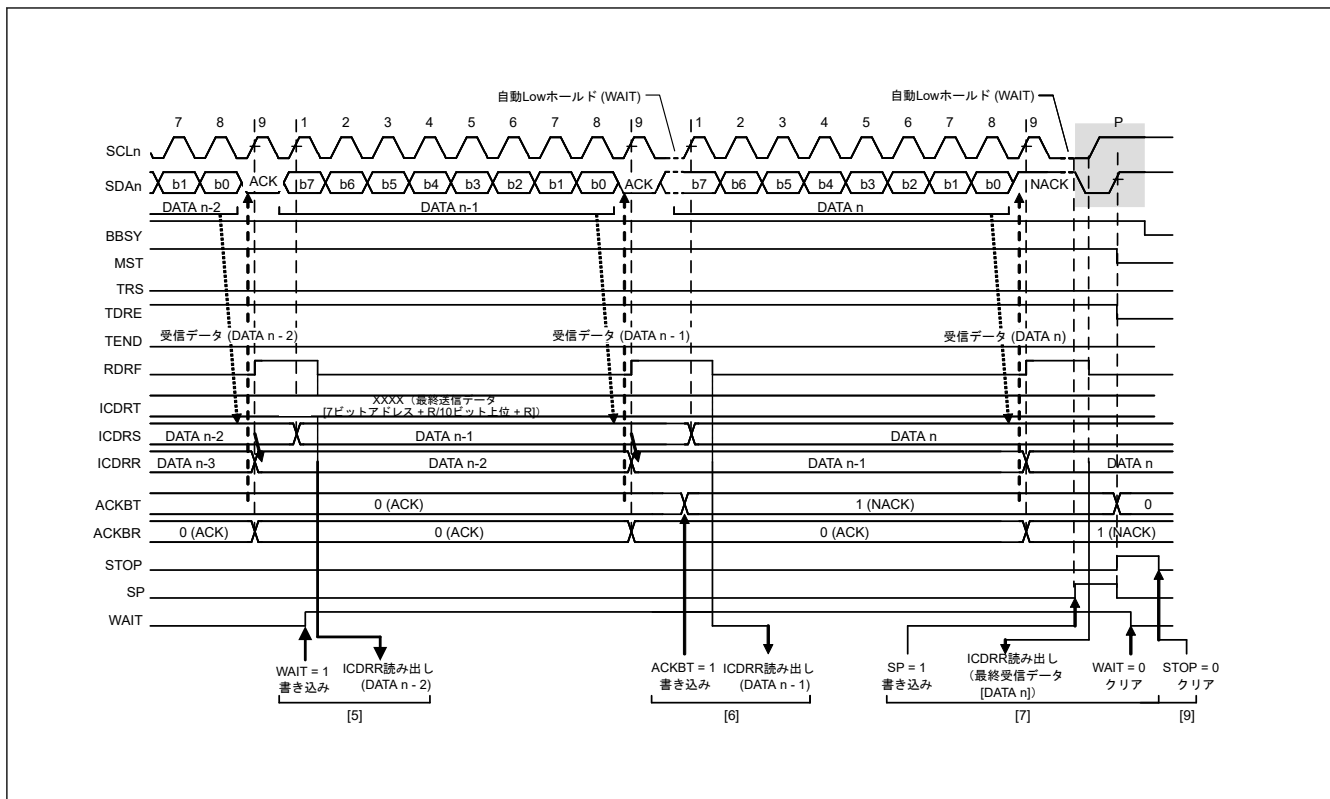 自動Lowホールド (WAIT)
自動Lowホールド (WAIT)
7 8 9 1 2 3 4 5 6 7 8 9 1 2 3 4 5 6 7 8 9 P
SCLn
SDAn b1 b0 ACK b7 b6 b5 b4 b3 b2 b1 b0 ACK b7 b6 b5 b4 b3 b2 b1 b0 NACK
DATA n-2 DATA n-1 DATA n
BBSY
MST
TRS
TDRE
受信データ (DATA n - 2) 受信データ (DATA n - 1) 受信データ (DATA n)
TEND
RDRF
XXXX（最終送信データ
ICDRT [7ビットアドレス + R/10ビット上位 + R]）
ICDRS DATA n-2 DATA n-1 DATA n
ICDRR DATA n-3 DATA n-2 DATA n-1 DATA n
ACKBT 0 (ACK) 1 (NACK) 0
ACKBR 0 (ACK) 0 (ACK) 0 (ACK) 1 (NACK)
STOP
SP
WAIT
WAIT = 1
書き込み
ICDRR読み出し
(DATA n - 2)
[5]
ACKBT = 1
書き込み
ICDRR読み出し
(DATA n - 1)
[6]
SP = 1
書き込み
ICDRR読み出し
（最終受信データ
[DATA n]）
WAIT = 0
クリア
STOP = 0
クリア
[7] [9]